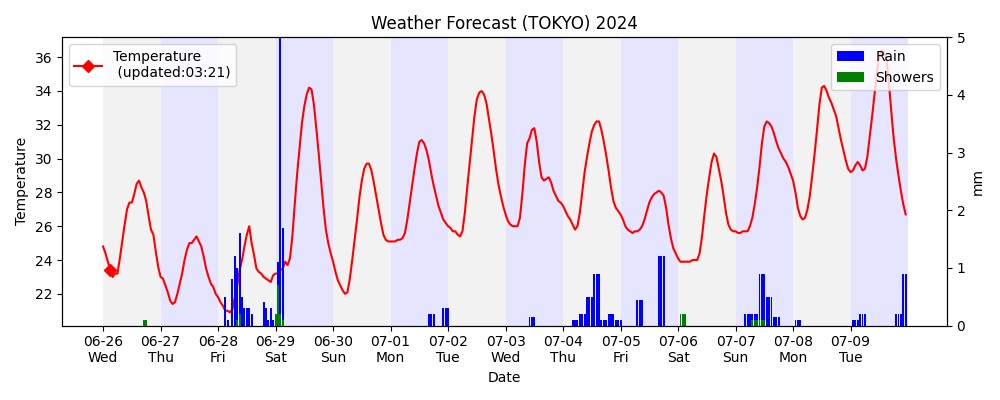 Weather Forecast (TOKYO) 2024
Temperature
(updated:03:21)
Rain
Showers
Temperature
36
34
32
30
28
26
24
22
5
4
3
2
1
0
mm
06-26 06-27 06-28 06-29 06-30 07-01 07-02 07-03 07-04 07-05 07-06 07-07 07-08 07-09
Wed Thu Fri Sat Sun Mon Tue Wed Thu Fri Sat Sun Mon Tue
Date